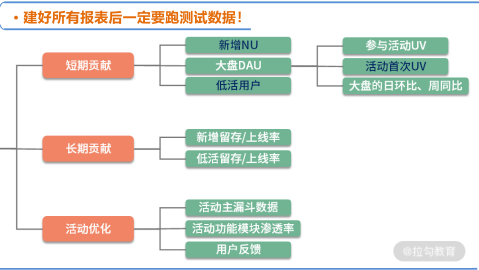 • 建好所有报表后一定要跑测试数据！
短期贡献
新增NU
大盘DAU
低活用户
参与活动UV
活动首次UV
大盘的日环比、周同比
长期贡献
新增留存/上线率
低活留存/上线率
活动优化
活动主漏斗数据
活动功能模块渗透率
用户反馈
@拉勾教育